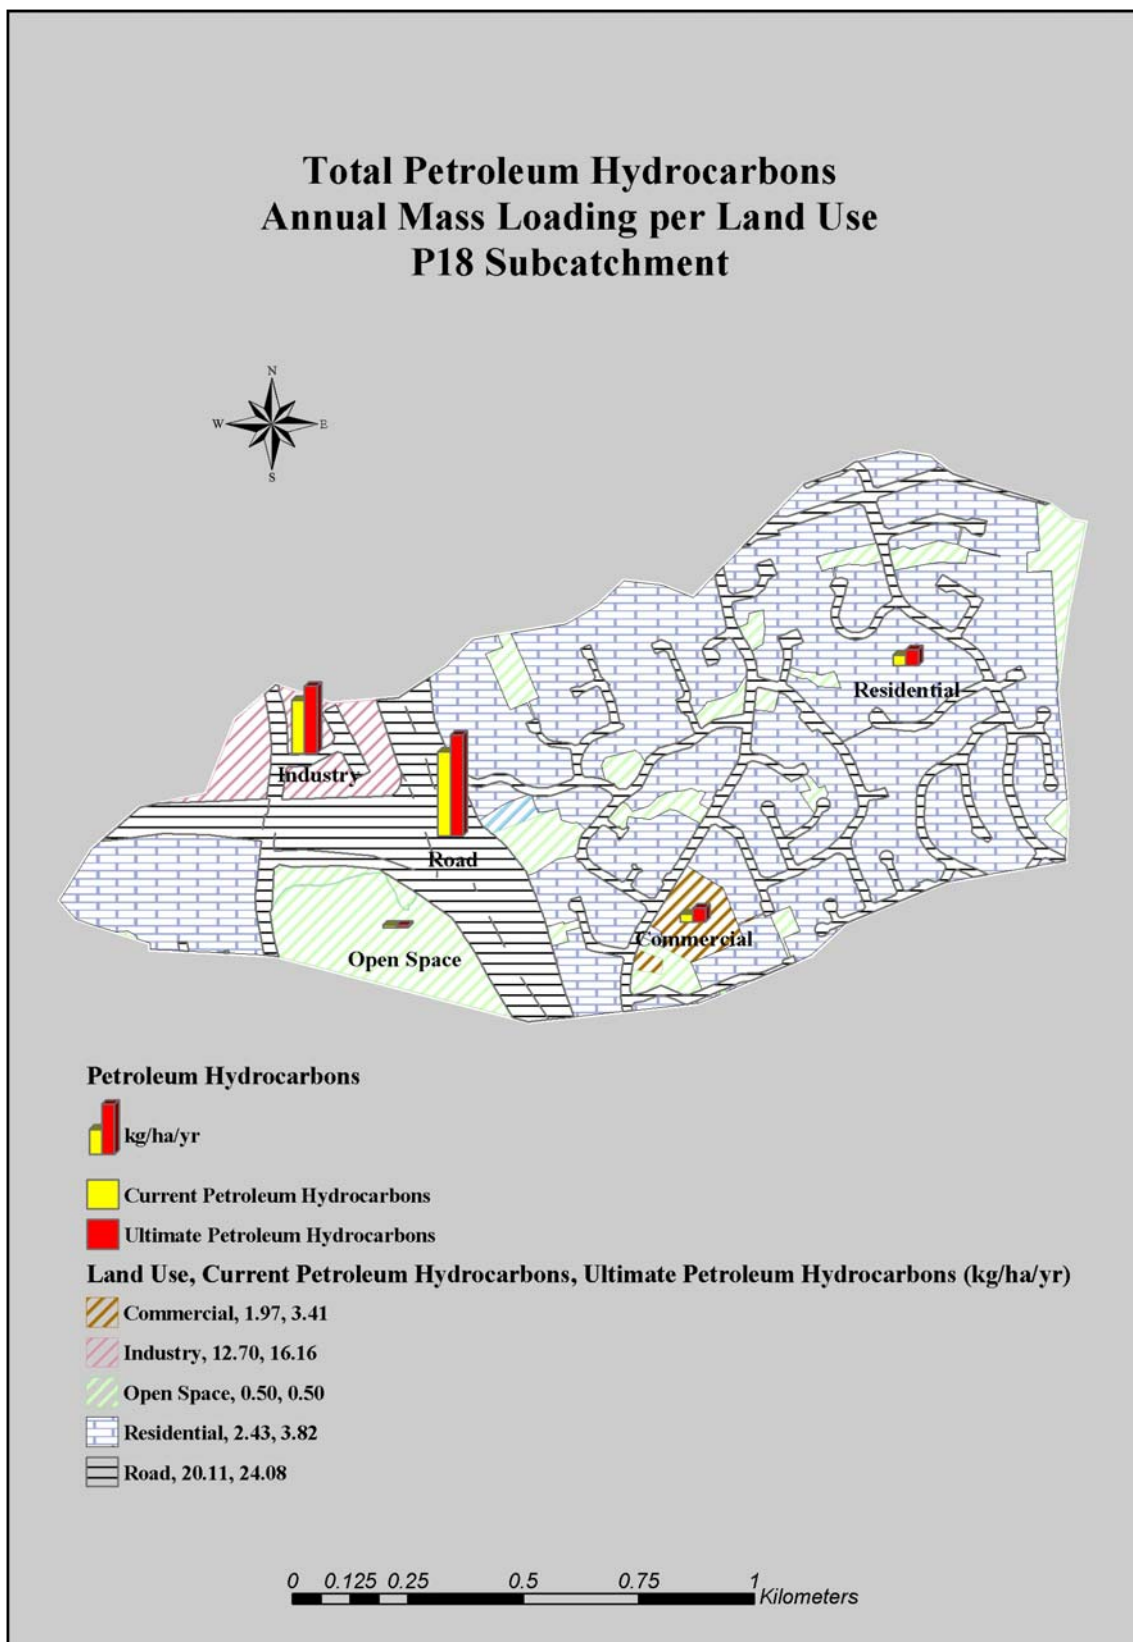 Total Petroleum Hydrocarbons
Annual Mass Loading per Land Use
P18 Subcatchment
N
W
E
S
Residential
Industry
Road
Commercial
Open Space
Petroleum Hydrocarbons
kg/ha/yr
Current Petroleum Hydrocarbons
Ultimate Petroleum Hydrocarbons
Land Use, Current Petroleum Hydrocarbons, Ultimate Petroleum Hydrocarbons (kg/ha/yr)
Commercial, 1.97, 3.41
Industry, 12.70, 16.16
Open Space, 0.50, 0.50
Residential, 2.43, 3.82
Road, 20.11, 24.08
0 0.125 0.25 0.5 0.75 1
Kilometers